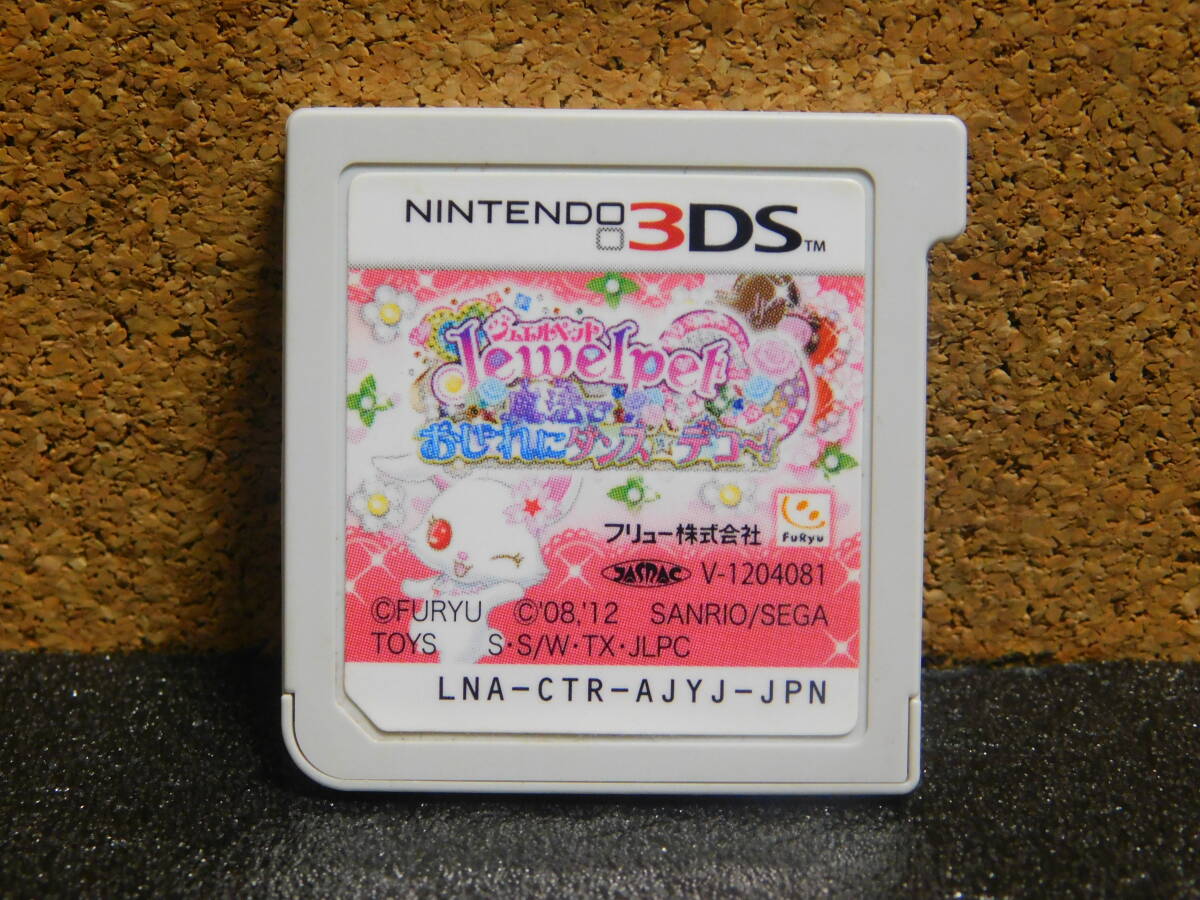 NINTENDO 3DS™
ジュエルペット
Jewelpet
魔法で
おしゃれにダンス☆デコ〜!
フリュー株式会社
FuRyu
JASRAC V-1204081
©FURYU ©'08,'12 SANRIO/SEGA
TOYS S・S/W・TX・JLPC
LNA-CTR-AJYJ-JPN